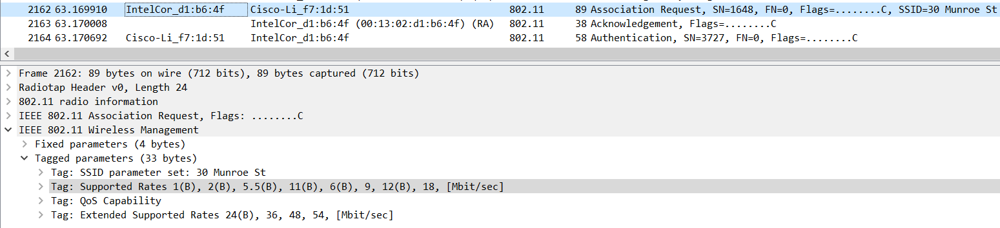 2162 63.169910 IntelCor_d1:b6:4f Cisco-Li_f7:1d:51 802.11 89 Association Request, SN=1648, FN=0, Flags=........C, SSID=30 Munroe St
2163 63.170008 IntelCor_d1:b6:4f (00:13:02:d1:b6:4f) (RA) 802.11 38 Acknowledgement, Flags=........C
2164 63.170692 Cisco-Li_f7:1d:51 IntelCor_d1:b6:4f 802.11 58 Authentication, SN=3727, FN=0, Flags=........C
Frame 2162: 89 bytes on wire (712 bits), 89 bytes captured (712 bits)
Radiotap Header v0, Length 24
802.11 radio information
IEEE 802.11 Association Request, Flags: ........C
IEEE 802.11 Wireless Management
Fixed parameters (4 bytes)
Tagged parameters (33 bytes)
Tag: SSID parameter set: 30 Munroe St
Tag: Supported Rates 1(B), 2(B), 5.5(B), 11(B), 6(B), 9, 12(B), 18, [Mbit/sec]
Tag: QoS Capability
Tag: Extended Supported Rates 24(B), 36, 48, 54, [Mbit/sec]